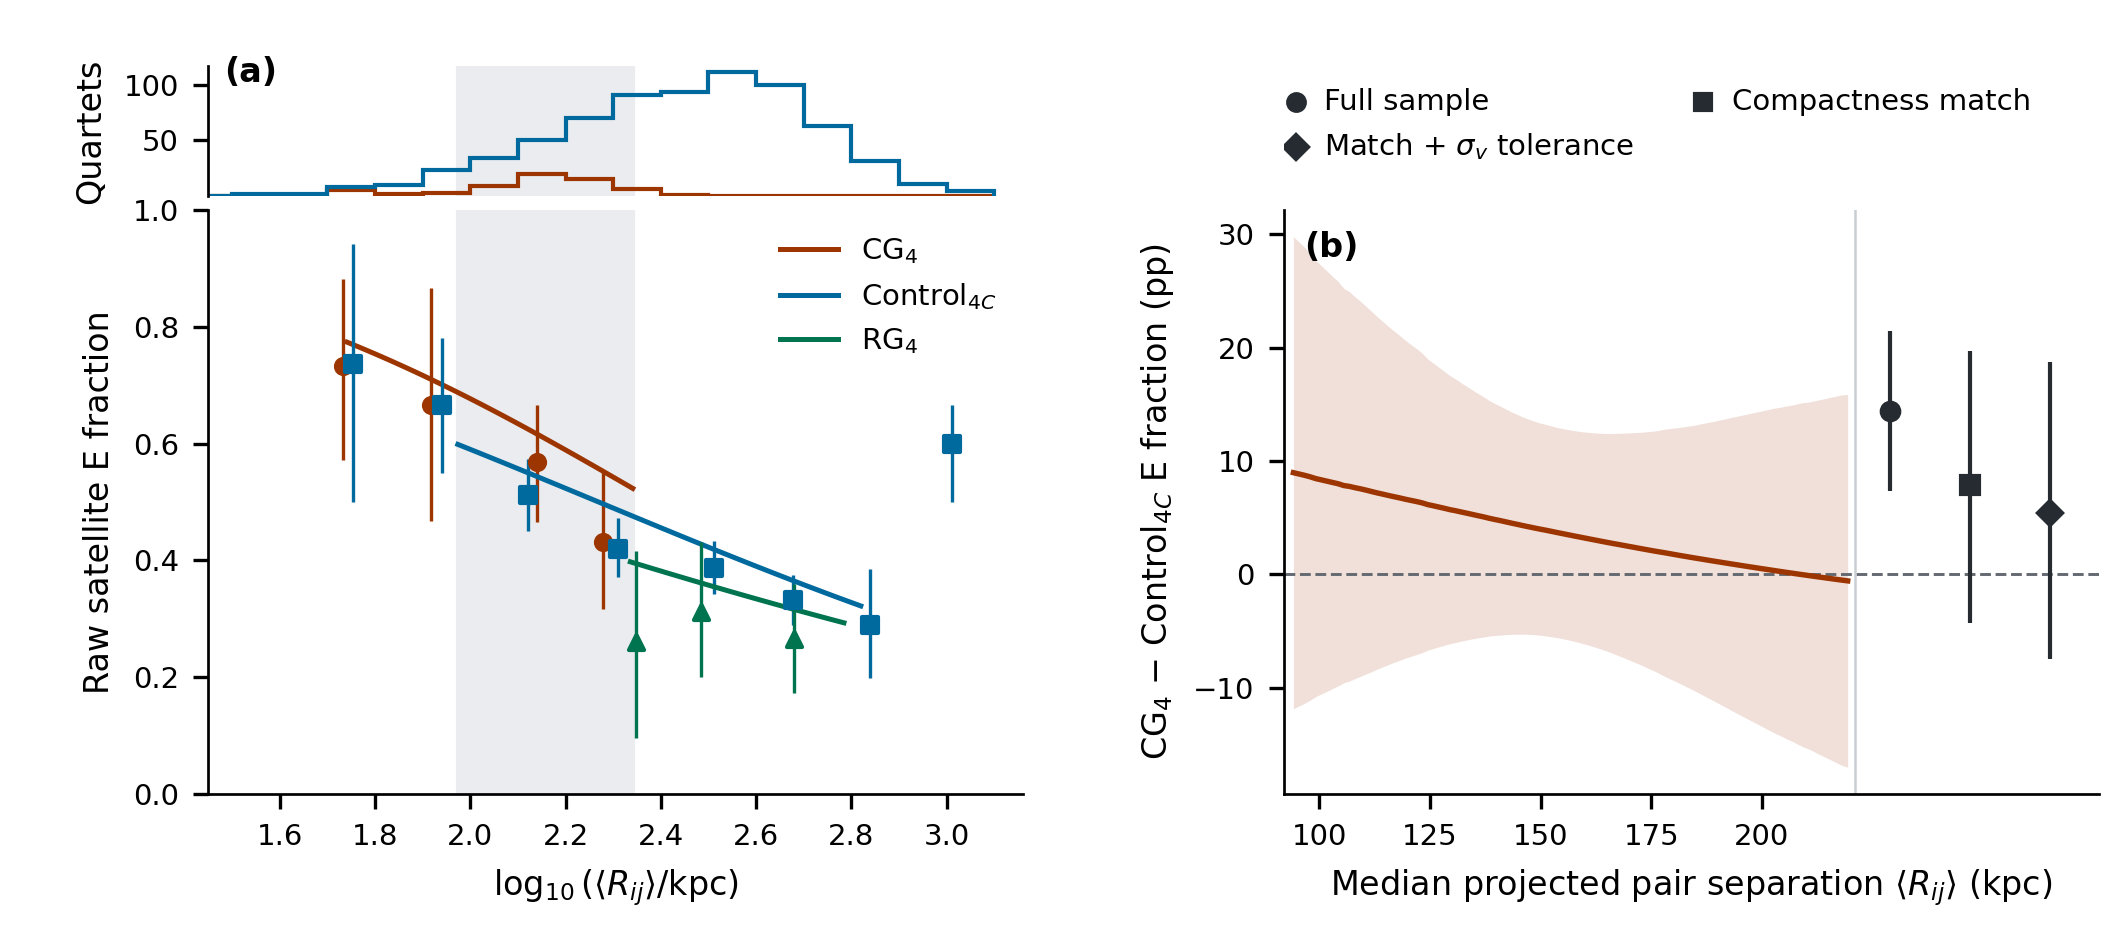 (a)
Quartets
100
50
1.0
0.8
0.6
0.4
0.2
0.0
Raw satellite E fraction
CG₄
Control₄C
RG₄
1.6 1.8 2.0 2.2 2.4 2.6 2.8 3.0
log₁₀ (⟨Rᵢⱼ⟩/kpc)
Full sample
Compactness match
Match + σᵥ tolerance
(b)
30
20
10
0
−10
CG₄ − Control₄C E fraction (pp)
100 125 150 175 200
Median projected pair separation ⟨Rᵢⱼ⟩ (kpc)